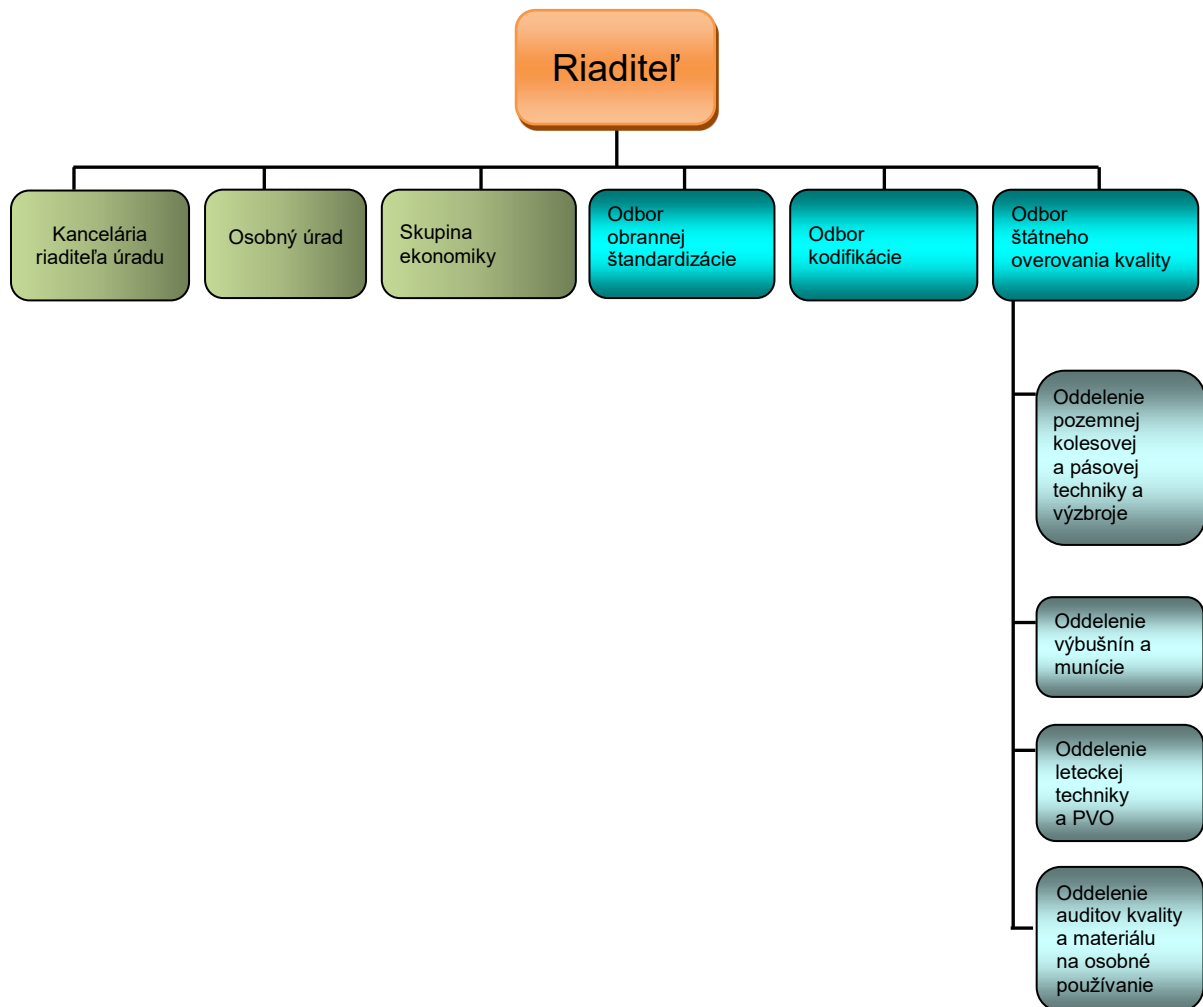 Riaditeľ
Kancelária
riaditeľa úradu
Osobný úrad
Skupina
ekonomiky
Odbor
obrannej
štandardizácie
Odbor
kodifikácie
Odbor
štátneho
overovania kvality
Oddelenie
pozemnej
kolesovej
a pásovej
techniky a
výzbroje
Oddelenie
výbušnín a
munície
Oddelenie
leteckej
techniky
a PVO
Oddelenie
auditov kvality
a materiálu
na osobné
používanie